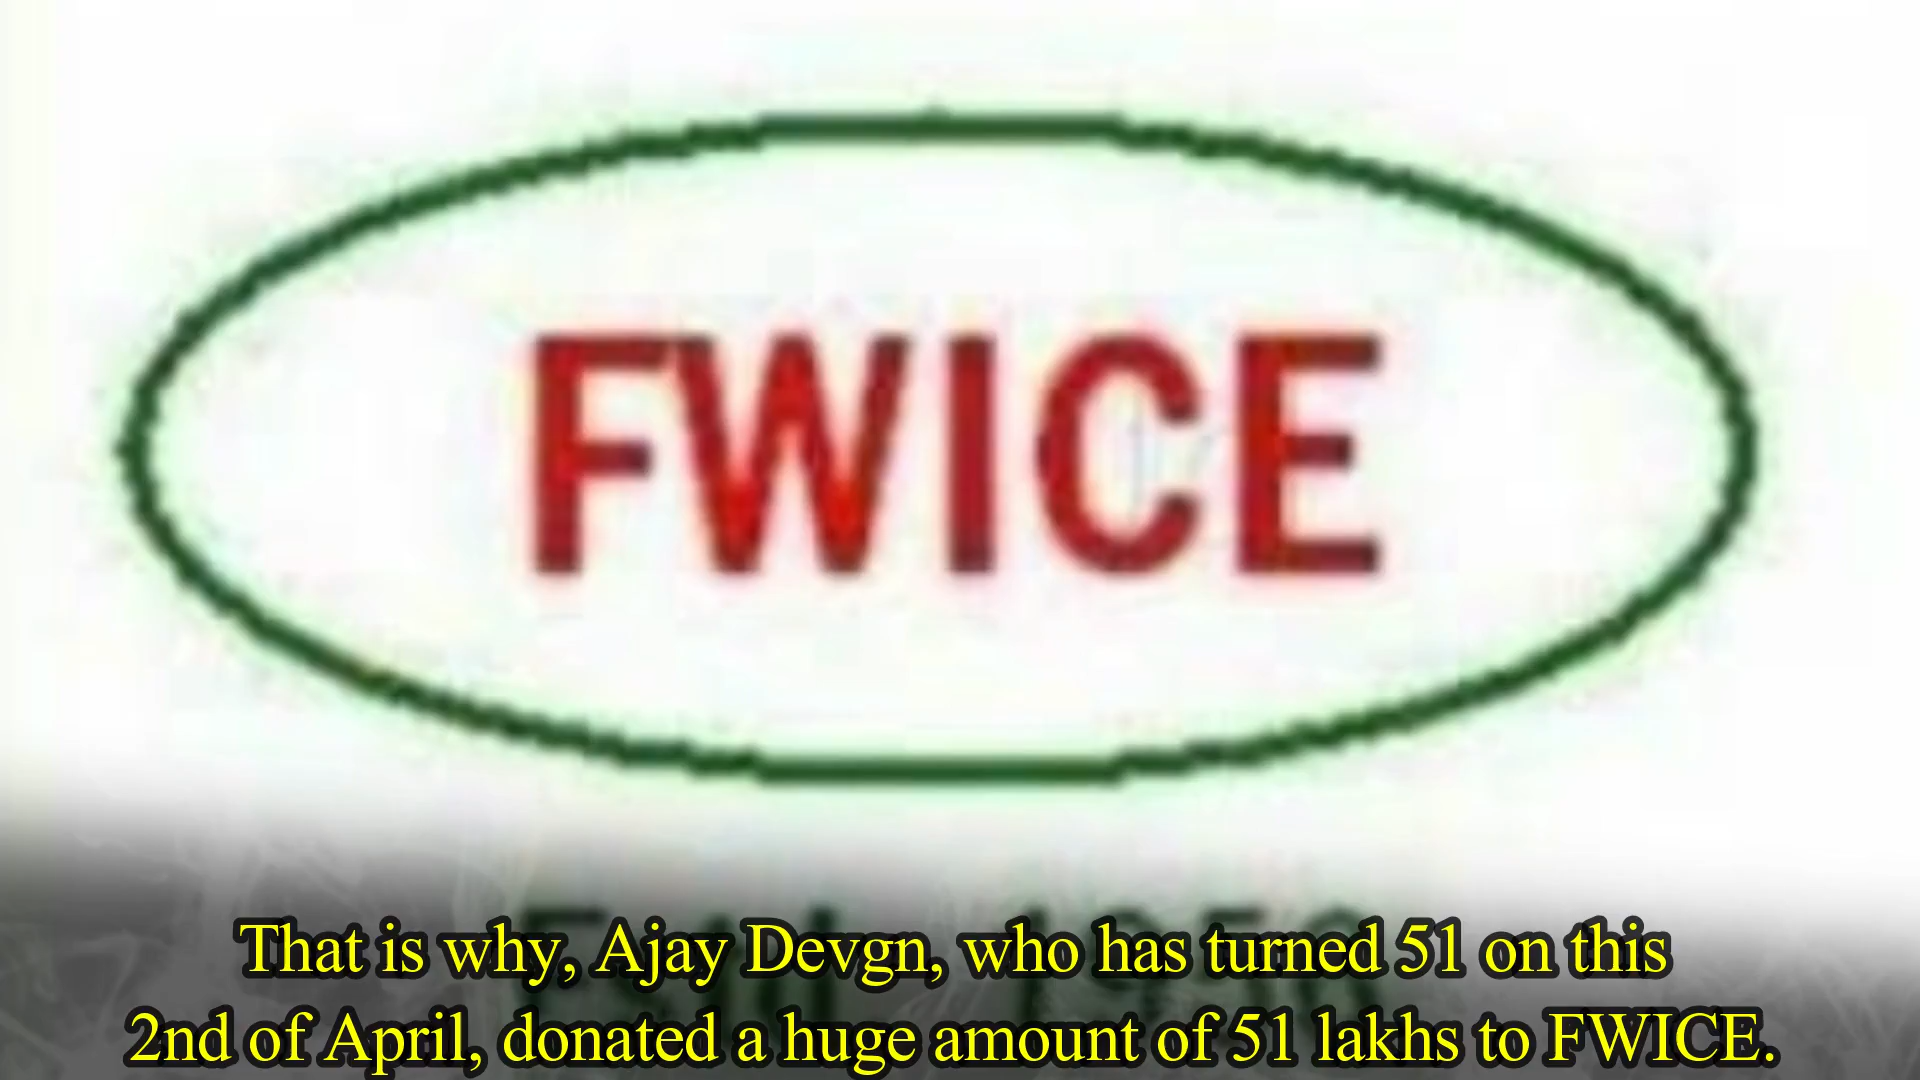 FWICE
That is why, Ajay Devgn, who has turned 51 on this
2nd of April, donated a huge amount of 51 lakhs to FWICE.